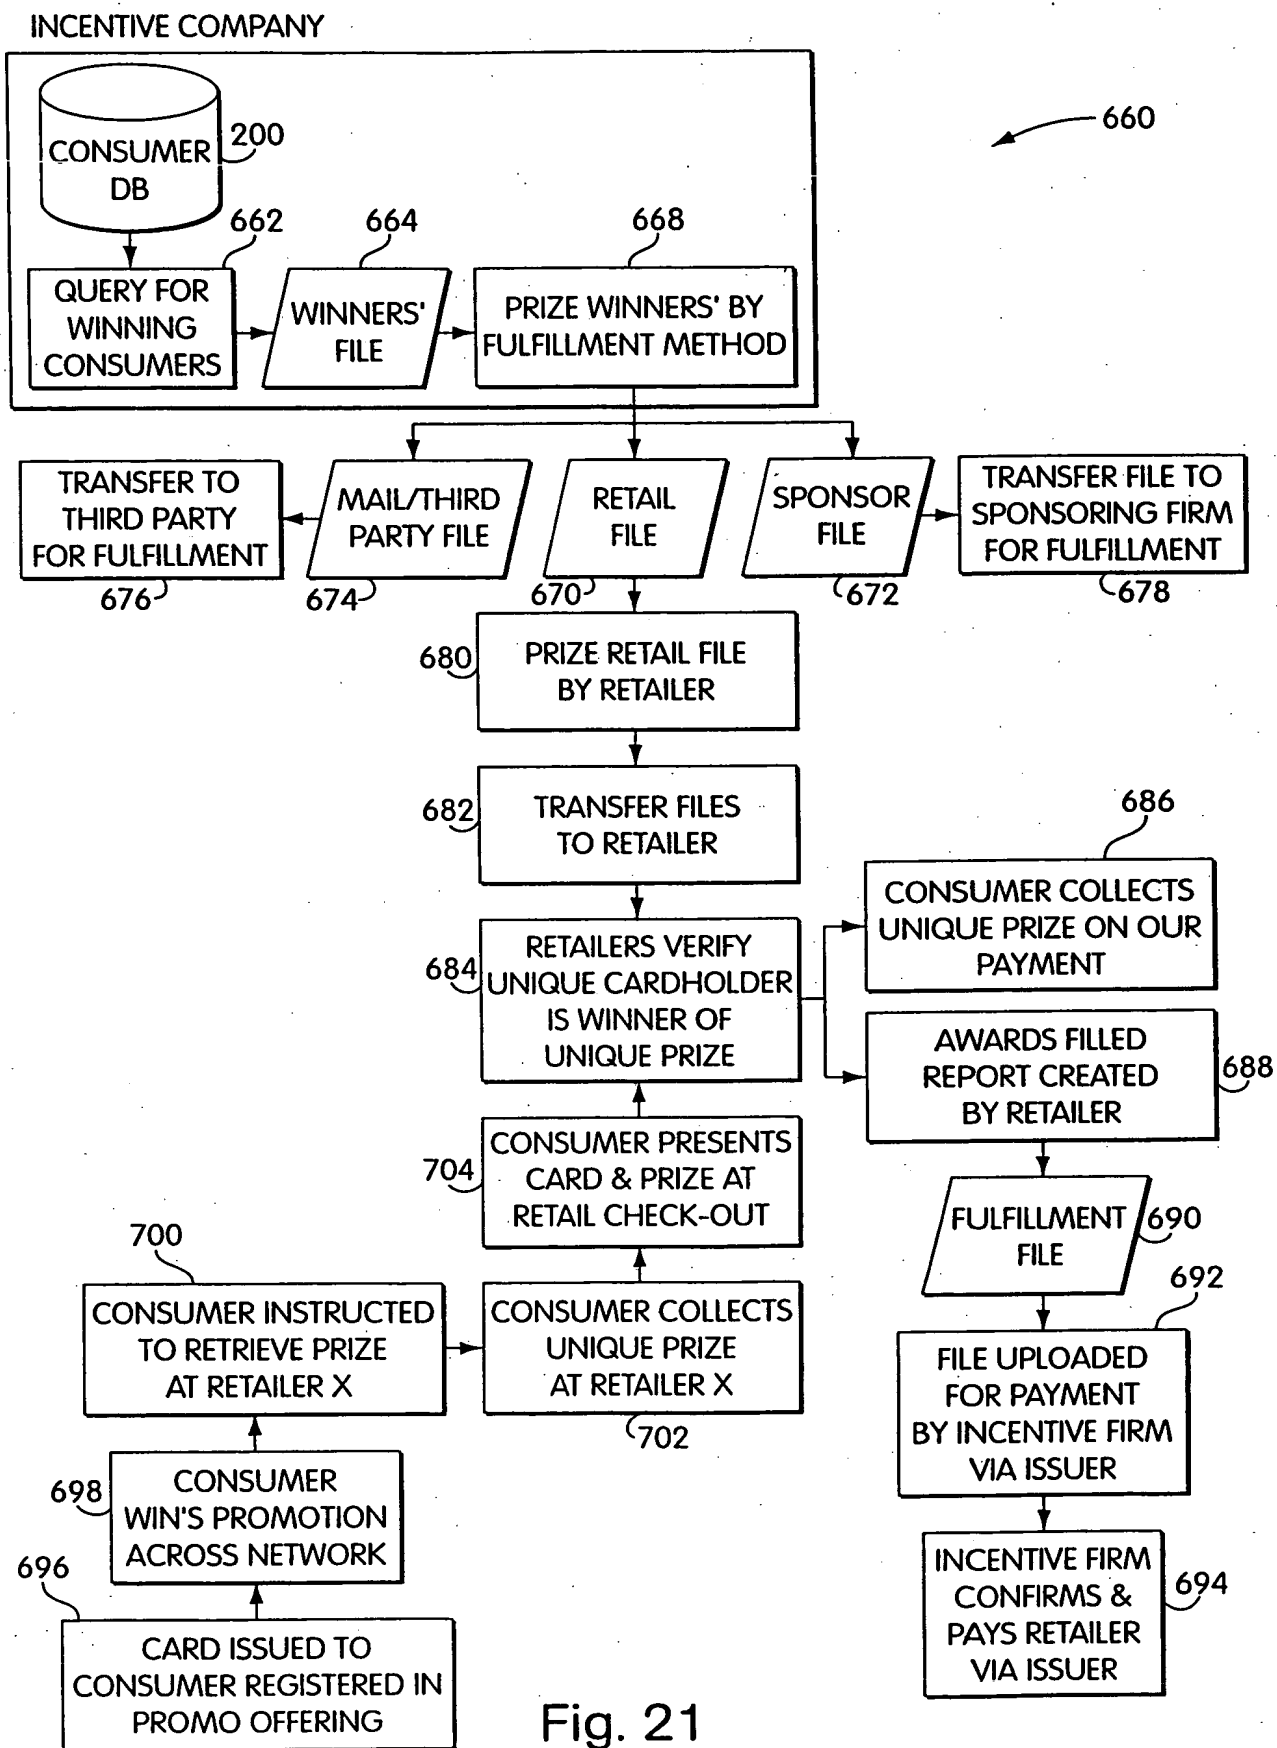 INCENTIVE COMPANY
660
CONSUMER
DB
200
662
664
668
QUERY FOR
WINNING
CONSUMERS
WINNERS'
FILE
PRIZE WINNERS' BY
FULFILLMENT METHOD
TRANSFER TO
THIRD PARTY
FOR FULFILLMENT
676
MAIL/THIRD
PARTY FILE
674
RETAIL
FILE
670
SPONSOR
FILE
672
TRANSFER FILE TO
SPONSORING FIRM
FOR FULFILLMENT
678
680
PRIZE RETAIL FILE
BY RETAILER
682
TRANSFER FILES
TO RETAILER
686
CONSUMER COLLECTS
UNIQUE PRIZE ON OUR
PAYMENT
684
RETAILERS VERIFY
UNIQUE CARDHOLDER
IS WINNER OF
UNIQUE PRIZE
AWARDS FILLED
REPORT CREATED
BY RETAILER
688
704
CONSUMER PRESENTS
CARD & PRIZE AT
RETAIL CHECK-OUT
FULFILLMENT
FILE
690
700
CONSUMER INSTRUCTED
TO RETRIEVE PRIZE
AT RETAILER X
CONSUMER COLLECTS
UNIQUE PRIZE
AT RETAILER X
702
692
FILE UPLOADED
FOR PAYMENT
BY INCENTIVE FIRM
VIA ISSUER
698
CONSUMER
WIN'S PROMOTION
ACROSS NETWORK
INCENTIVE FIRM
CONFIRMS &
PAYS RETAILER
VIA ISSUER
694
696
CARD ISSUED TO
CONSUMER REGISTERED IN
PROMO OFFERING
Fig. 21